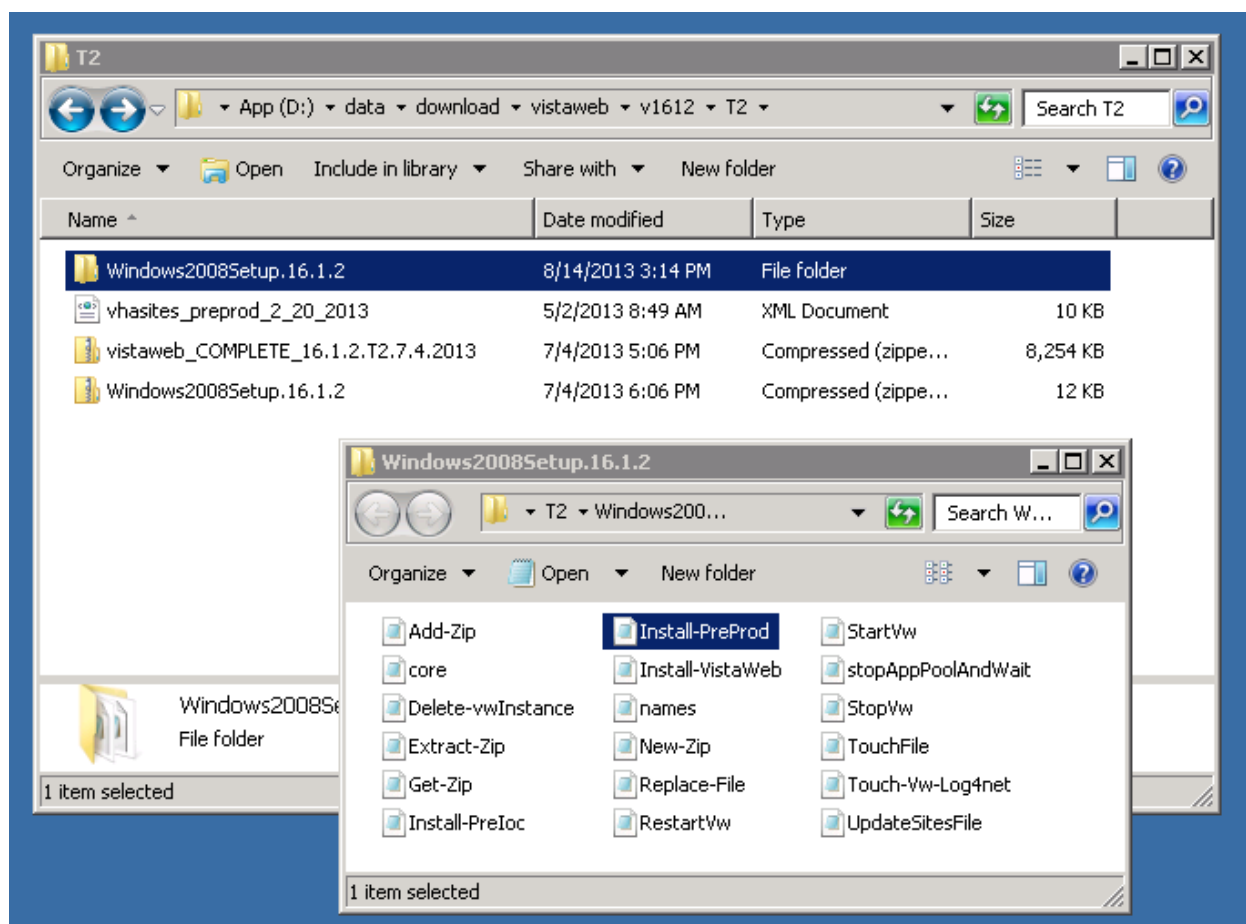 T2
App (D:) data download vistaweb v1612 T2 Search T2
Organize Open Include in library Share with New folder
Name Date modified Type Size
Windows2008Setup.16.1.2 8/14/2013 3:14 PM File folder
vhasites_preprod_2_20_2013 5/2/2013 8:49 AM XML Document 10 KB
vistaweb_COMPLETE_16.1.2.T2.7.4.2013 7/4/2013 5:06 PM Compressed (zippe... 8,254 KB
Windows2008Setup.16.1.2 7/4/2013 6:06 PM Compressed (zippe... 12 KB
Windows2008Se
File folder
1 item selected
Windows2008Setup.16.1.2
T2 Windows200... Search W...
Organize Open New folder
Add-Zip Install-PreProd StartVw
core Install-VistaWeb stopAppPoolAndWait
Delete-vwInstance names StopVw
Extract-Zip New-Zip TouchFile
Get-Zip Replace-File Touch-Vw-Log4net
Install-PreIoc RestartVw UpdateSitesFile
1 item selected